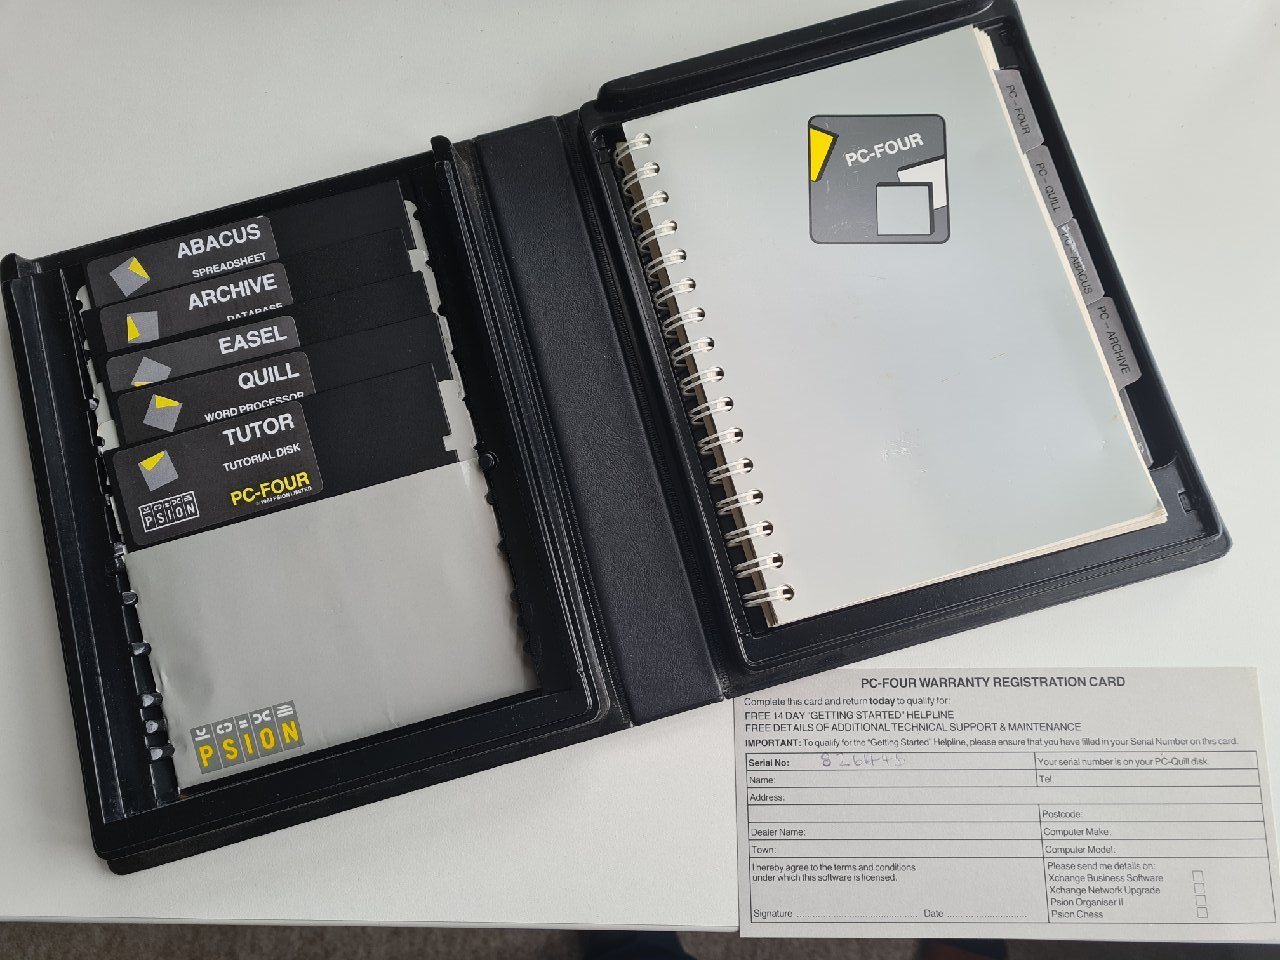 ABACUS
SPREADSHEET
ARCHIVE
DATABASE
EASEL
QUILL
WORD PROCESSOR
TUTOR
TUTORIAL DISK
PC-FOUR
© 1984 PSION LIMITED
PSION
PSION
PC-FOUR
PC-FOUR
PC-QUILL
PC-ABACUS
PC-ARCHIVE
PC-FOUR WARRANTY REGISTRATION CARD
Complete this card and return today to qualify for:
FREE 14 DAY 'GETTING STARTED' HELPLINE
FREE DETAILS OF ADDITIONAL TECHNICAL SUPPORT & MAINTENANCE
IMPORTANT: To qualify for the "Getting Started" Helpline, please ensure that you have filled in your Serial Number on this card.
Serial No: Your serial number is on your PC-Quill disk.
Name: Tel:
Address:
Postcode:
Dealer Name: Computer Make:
Town: Computer Model:
I hereby agree to the terms and conditions
under which this software is licensed.
Signature Date
Please send me details on:
Xchange Business Software
Xchange Network Upgrade
Psion Organiser II
Psion Chess